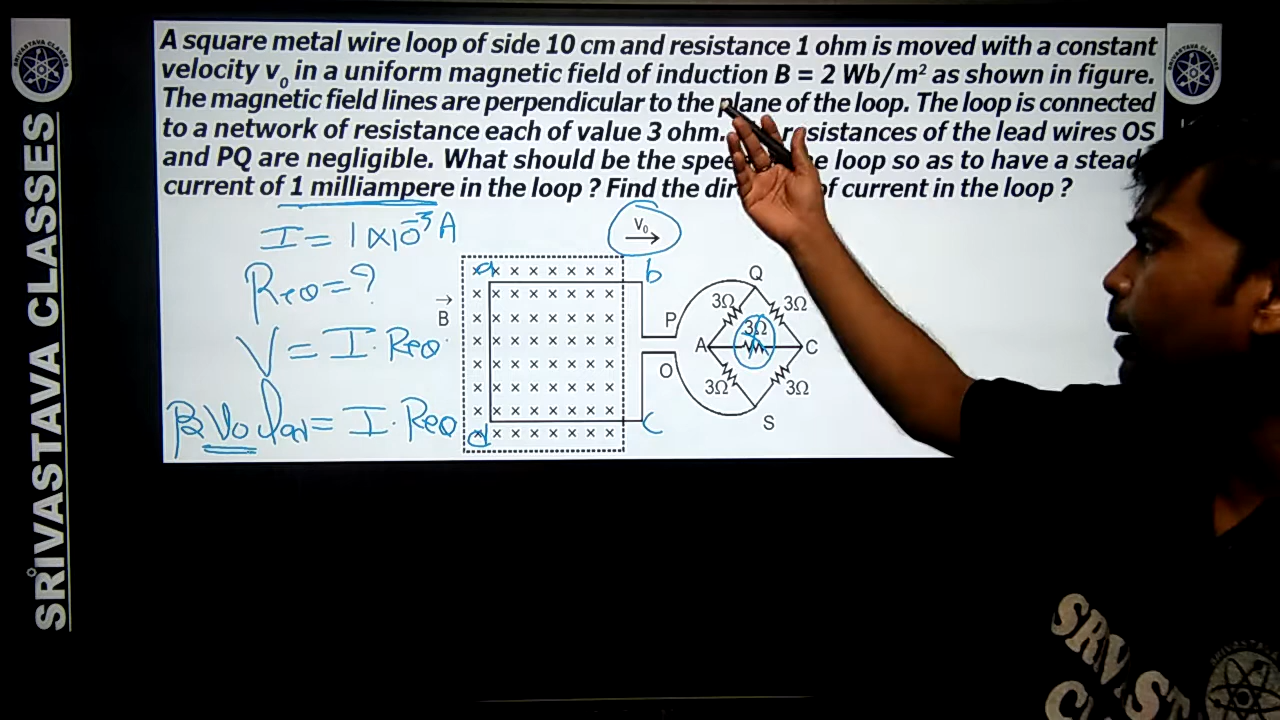 A square metal wire loop of side 10 cm and resistance 1 ohm is moved with a constant
velocity v₀ in a uniform magnetic field of induction B = 2 Wb/m² as shown in figure.
The magnetic field lines are perpendicular to the plane of the loop. The loop is connected
to a network of resistance each of value 3 ohm. resistances of the lead wires OS
and PQ are negligible. What should be the loop so as to have a
current of 1 milliampere in the loop ? Find the of current in the loop ?
I = 1×10⁻³ A
Req = ?
V = I. Req
= I. Req
v₀
a
b
c
d
B
P
O
Q
3Ω
3Ω
3Ω
A
C
3Ω
3Ω
S
SRIVASTAVA CLASSES
SRIVASTAVA CLASSES